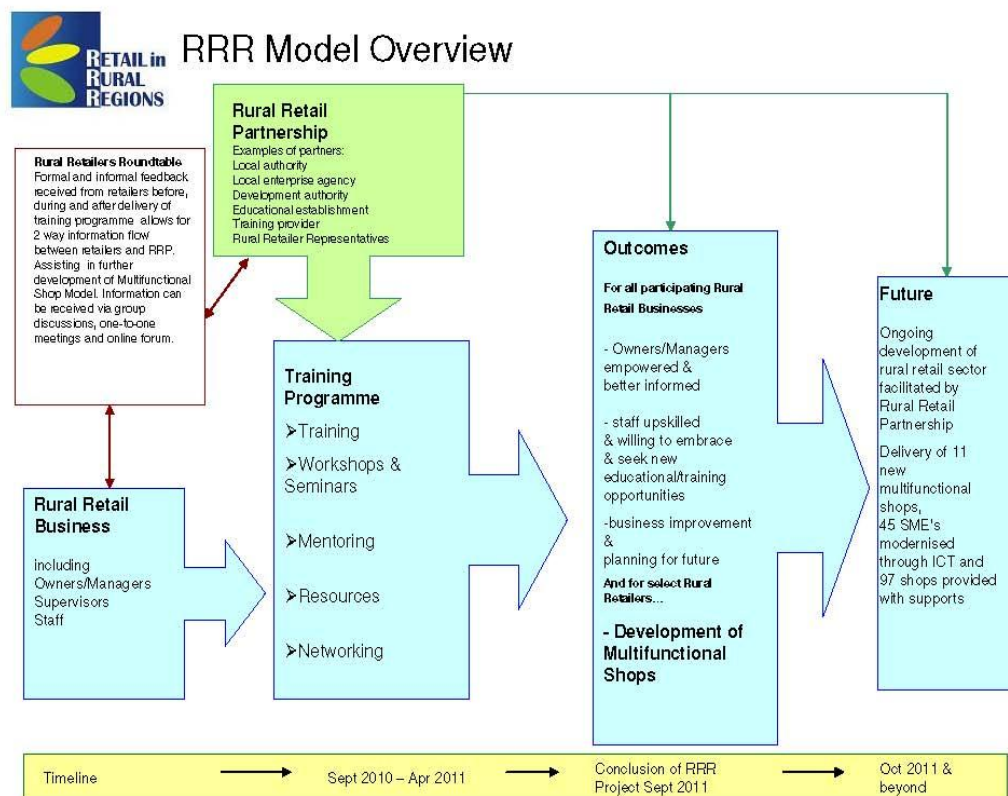 RETAIL in
RURAL
REGIONS
RRR Model Overview
Rural Retail
Partnership
Examples of partners:
Local authority
Local enterprise agency
Development authority
Educational establishment
Training provider
Rural Retailer Representatives
Rural Retailers Roundtable
Formal and informal feedback
received from retailers before,
during and after delivery of
training programme allows for
2 way information flow
between retailers and RRP.
Assisting in further
development of Multifunctional
Shop Model. Information can
be received via group
discussions, one-to-one
meetings and online forum.
Rural Retail
Business
including
Owners/Managers
Supervisors
Staff
Training
Programme
➢Training
➢Workshops &
Seminars
➢Mentoring
➢Resources
➢Networking
Outcomes
For all participating Rural
Retail Businesses
- Owners/Managers
empowered &
better informed
- staff upskilled
& willing to embrace
& seek new
educational/training
opportunities
-business improvement
&
planning for future
And for select Rural
Retailers…
- Development of
Multifunctional
Shops
Future
Ongoing
development of
rural retail sector
facilitated by
Rural Retail
Partnership
Delivery of 11
new
multifunctional
shops,
45 SME's
modernised
through ICT and
97 shops provided
with supports
Timeline
Sept 2010 – Apr 2011
Conclusion of RRR
Project Sept 2011
Oct 2011 &
beyond